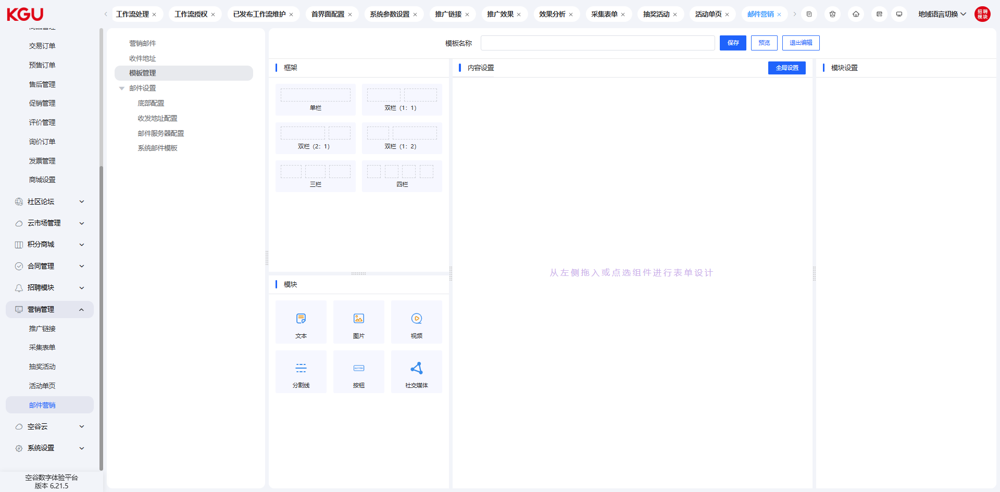 KGU
工作流处理 ×
工作流授权 ×
已发布工作流维护 ×
首界面配置 ×
系统参数设置 ×
推广链接 ×
推广效果 ×
效果分析 ×
采集表单 ×
抽奖活动 ×
活动单页 ×
邮件营销 ×
地域语言切换
招聘
模块
商品管理
交易订单
预售订单
售后管理
促销管理
评价管理
询价订单
发票管理
商城设置
社区论坛
云市场管理
积分商城
合同管理
招聘模块
营销管理
推广链接
采集表单
抽奖活动
活动单页
邮件营销
空谷云
系统设置
空谷数字体验平台
版本 6.21.5
营销邮件
收件地址
模板管理
邮件设置
底部配置
收发地址配置
邮件服务器配置
系统邮件模板
模板名称
保存
预览
退出编辑
框架
单栏
双栏（1：1）
双栏（2：1）
双栏（1：2）
三栏
四栏
模块
文本
图片
视频
分割线
BUTTON
按钮
社交媒体
内容设置
全局设置
从左侧拖入或点选组件进行表单设计
模块设置